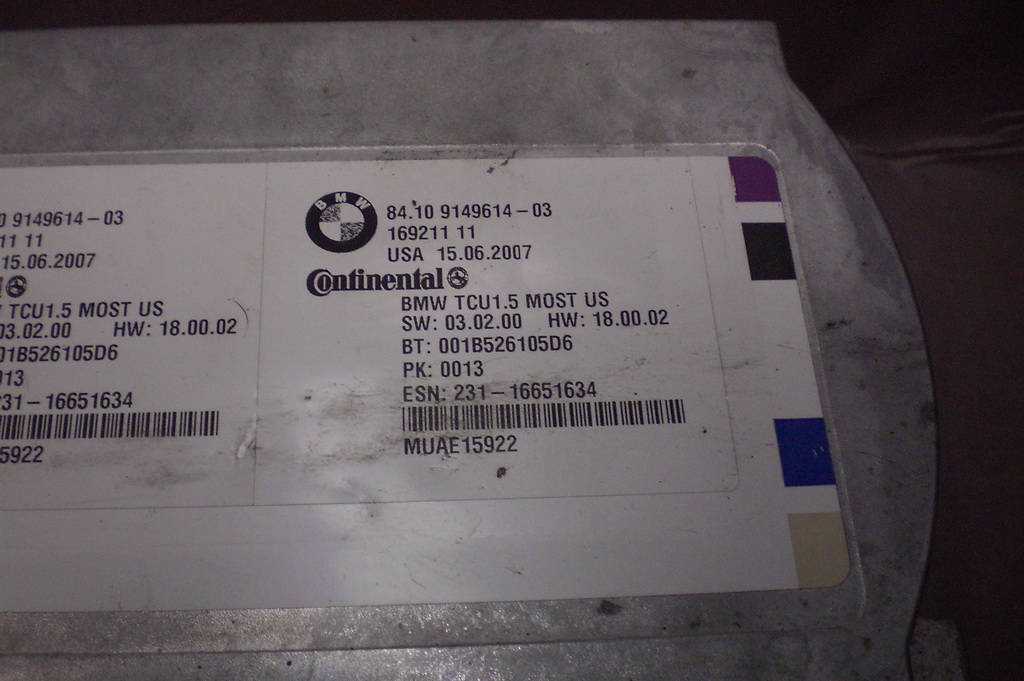 0 9149614-03
11 11
15.06.2007
TCU1.5 MOST US
03.02.00 HW: 18.00.02
01B526105D6
13
231-16651634
5922
BMW
84.10 9149614-03
169211 11
USA 15.06.2007
Continental
BMW TCU1.5 MOST US
SW: 03.02.00 HW: 18.00.02
BT: 001B526105D6
PK: 0013
ESN: 231-16651634
MUAE15922